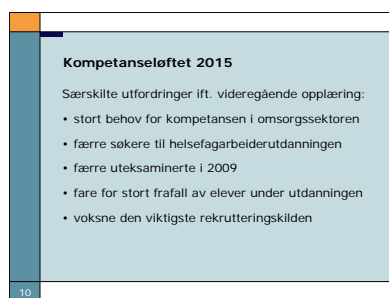 Kompetanseløftet 2015
Særskilte utfordringer ift. videregående opplæring:
• stort behov for kompetansen i omsorgssektoren
• færre søkere til helsefagarbeiderutdanningen
• færre uteksaminerte i 2009
• fare for stort frafall av elever under utdanningen
• voksne den viktigste rekrutteringskilden
10